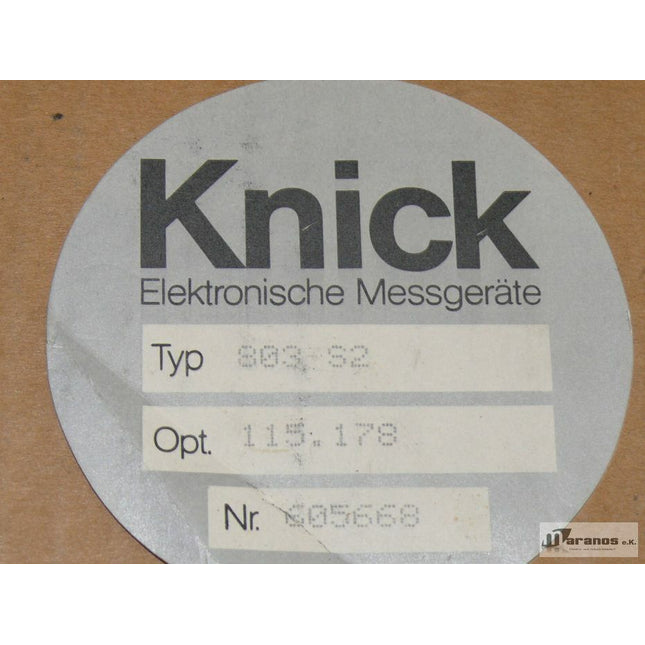 Knick
Elektronische Messgeräte
Typ 803 S2
Opt. 115.178
Nr. 605668
Maranos e.K.